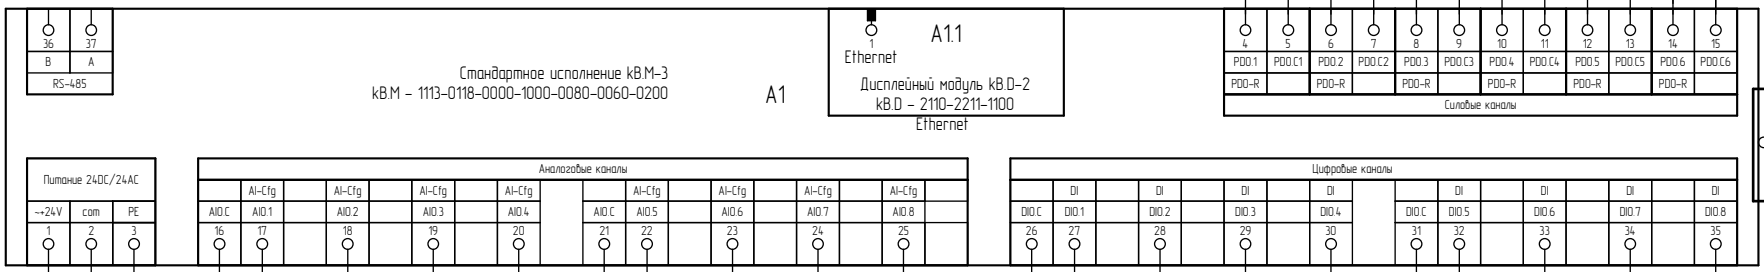 36 37
B A
RS-485
Стандартное исполнение kB.M-3
kB.M - 1113-0118-0000-1000-0080-0060-0200
A1
1
Ethernet
A1.1
Дисплейный модуль kB.D-2
kB.D - 2110-2211-1100
Ethernet
4 5 6 7 8 9 10 11 12 13 14 15
PDO.1 PDO.C1 PDO.2 PDO.C2 PDO.3 PDO.C3 PDO.4 PDO.C4 PDO.5 PDO.C5 PDO.6 PDO.C6
PDO-R PDO-R PDO-R PDO-R PDO-R PDO-R
Силовые каналы
Питание 24DC/24AC
~+24V com PE
1 2 3
Аналоговые каналы
AI-Cfg AI-Cfg AI-Cfg AI-Cfg AI-Cfg AI-Cfg AI-Cfg AI-Cfg
AIO.C AIO.1 AIO.2 AIO.3 AIO.4 AIO.C AIO.5 AIO.6 AIO.7 AIO.8
16 17 18 19 20 21 22 23 24 25
Цифровые каналы
DI DI DI DI DI DI DI DI
DIO.C DIO.1 DIO.2 DIO.3 DIO.4 DIO.C DIO.5 DIO.6 DIO.7 DIO.8
26 27 28 29 30 31 32 33 34 35